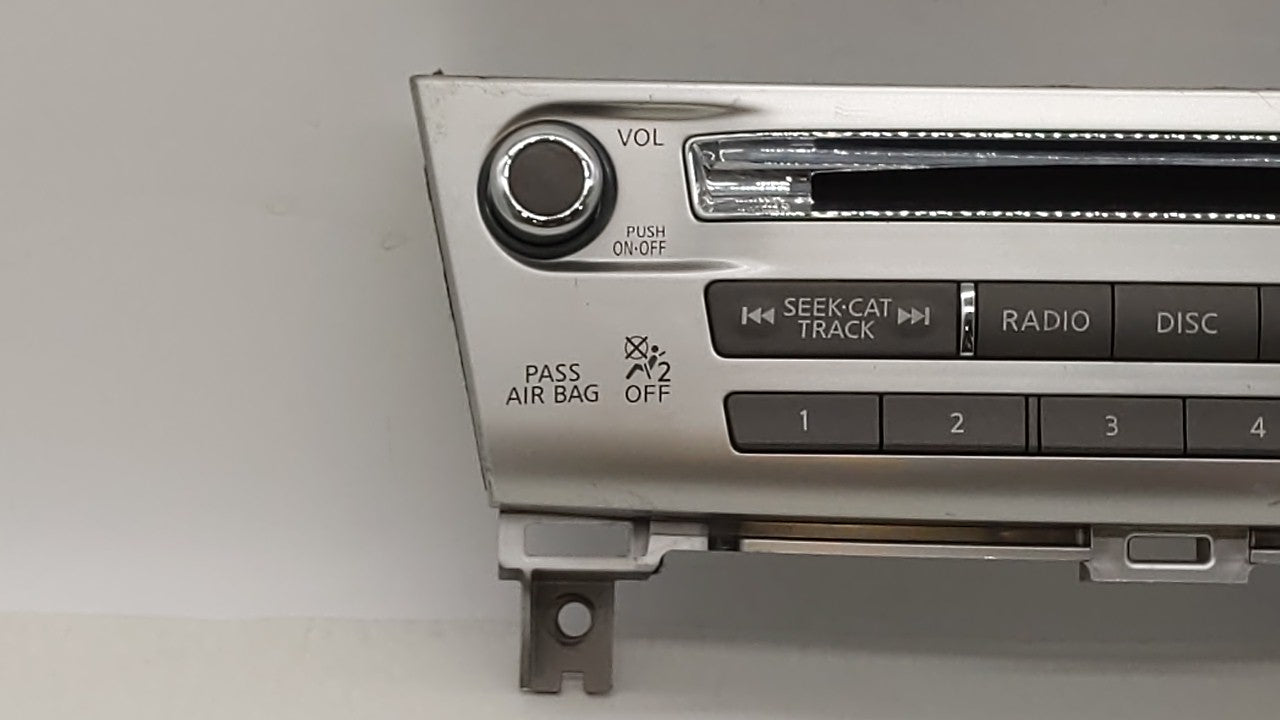 VOL
PUSH
ON·OFF
SEEK·CAT
TRACK
RADIO
DISC
PASS
AIR BAG
2
OFF
1
2
3
4